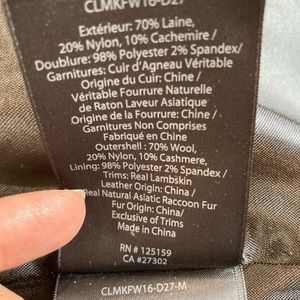 CLMKFW16-D27
Extérieur: 70% Laine,
20% Nylon, 10% Cachemire /
Doublure: 98% Polyester 2% Spandex/
Garnitures: Cuir d'Agneau Véritable
Origine du Cuir: Chine /
Véritable Fourrure Naturelle
de Raton Laveur Asiatique
Origine de la Fourrure: Chine/
Garnitures Non Comprises
Fabriqué en Chine
Outershell : 70% Wool,
20% Nylon, 10% Cashmere,
Lining: 98% Polyester 2% Spandex /
Trims: Real Lambskin
Leather Origin: China /
Real Natural Asiatic Raccoon Fur
Fur Origin: China/
Exclusive of Trims
Made in China
RN # 125159
CA #27302
CLMKFW16-D27-M